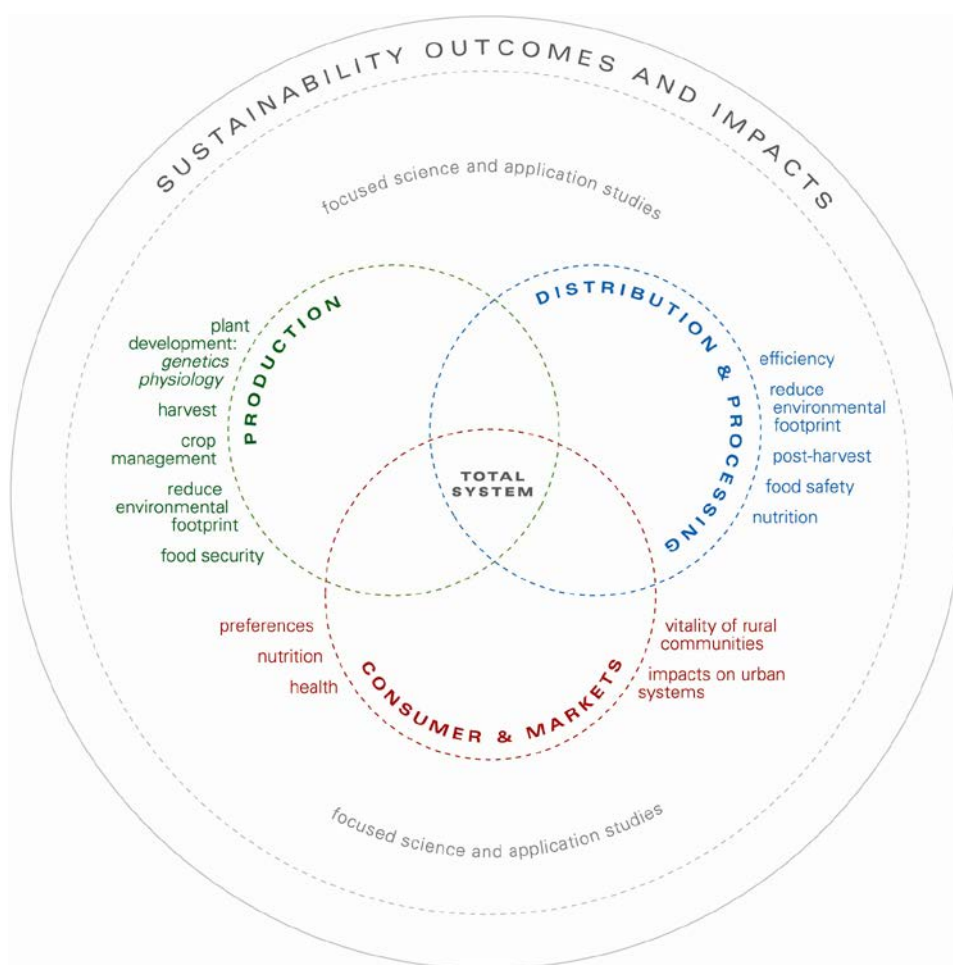 SUSTAINABILITY OUTCOMES AND IMPACTS
focused science and application studies
PRODUCTION
plant
development:
genetics
physiology
harvest
crop
management
reduce
environmental
footprint
food security
DISTRIBUTION & PROCESSING
efficiency
reduce
environmental
footprint
post-harvest
food safety
nutrition
TOTAL
SYSTEM
preferences
nutrition
health
CONSUMER & MARKETS
vitality of rural
communities
impacts on urban
systems
focused science and application studies